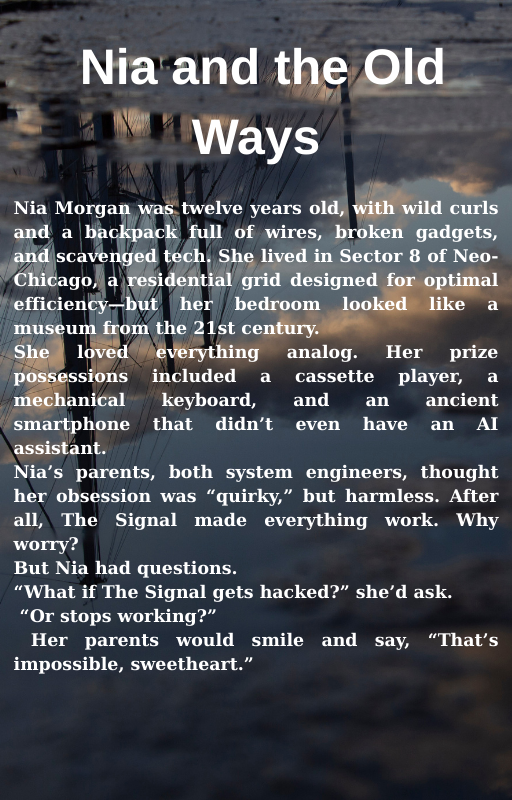 Nia and the Old
Ways
Nia Morgan was twelve years old, with wild curls
and a backpack full of wires, broken gadgets,
and scavenged tech. She lived in Sector 8 of Neo-
Chicago, a residential grid designed for optimal
efficiency—but her bedroom looked like a
museum from the 21st century.
She loved everything analog. Her prize
possessions included a cassette player, a
mechanical keyboard, and an ancient
smartphone that didn’t even have an AI
assistant.
Nia’s parents, both system engineers, thought
her obsession was “quirky,” but harmless. After
all, The Signal made everything work. Why
worry?
But Nia had questions.
“What if The Signal gets hacked?” she’d ask.
“Or stops working?”
Her parents would smile and say, “That’s
impossible, sweetheart.”